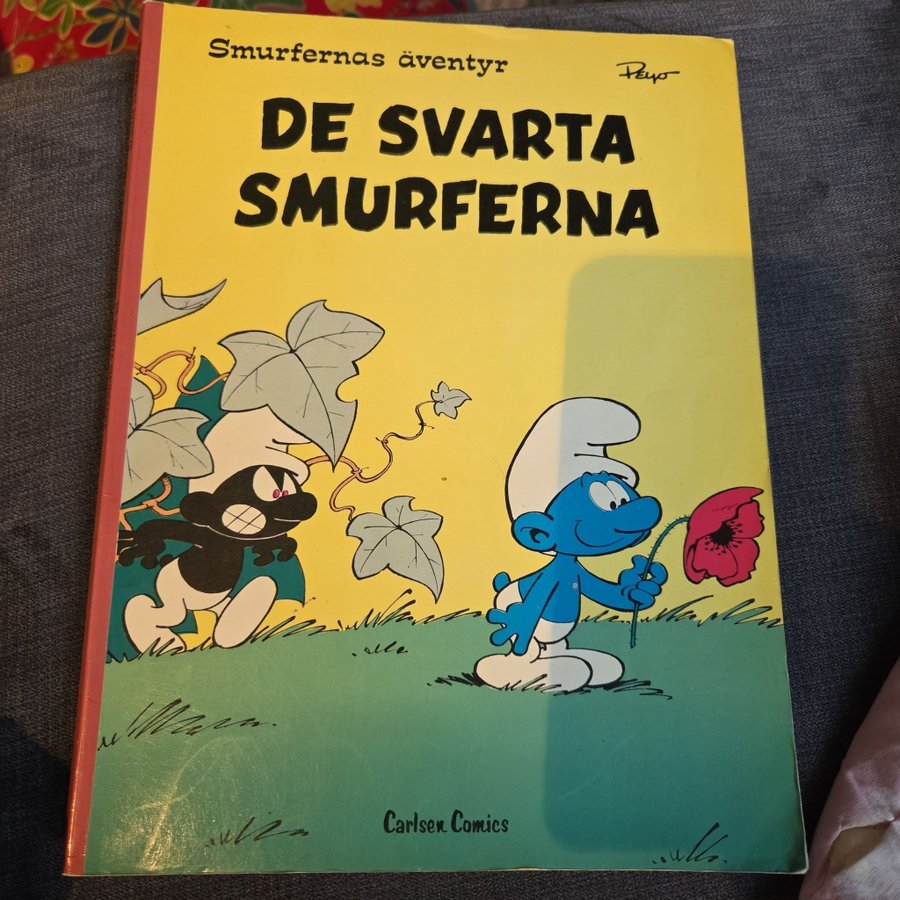 Smurfernas äventyr
Peyo
DE SVARTA
SMURFERNA
Carlsen Comics